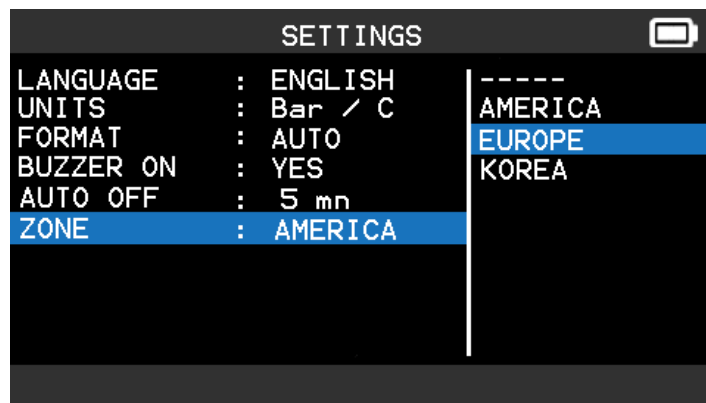 SETTINGS
LANGUAGE : ENGLISH
UNITS : Bar / C
FORMAT : AUTO
BUZZER ON : YES
AUTO OFF : 5 mn
ZONE : AMERICA
-----
AMERICA
EUROPE
KOREA